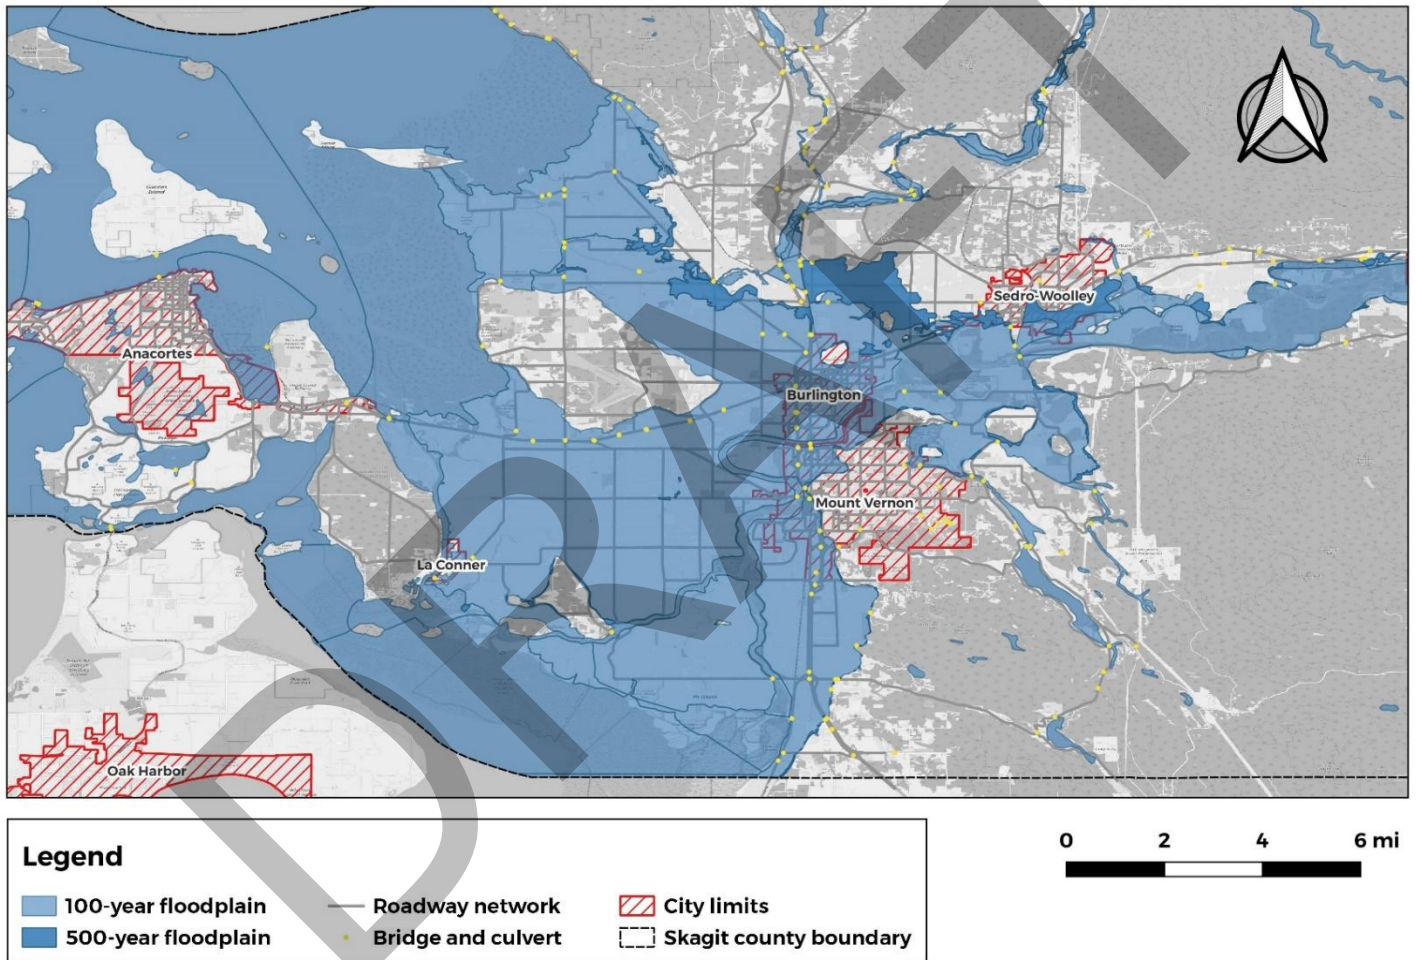 Anacortes
Sedro-Woolley
Burlington
Mount Vernon
La Conner
Oak Harbor
DRAFT
Legend
100-year floodplain
500-year floodplain
Roadway network
Bridge and culvert
City limits
Skagit county boundary
0 2 4 6 mi